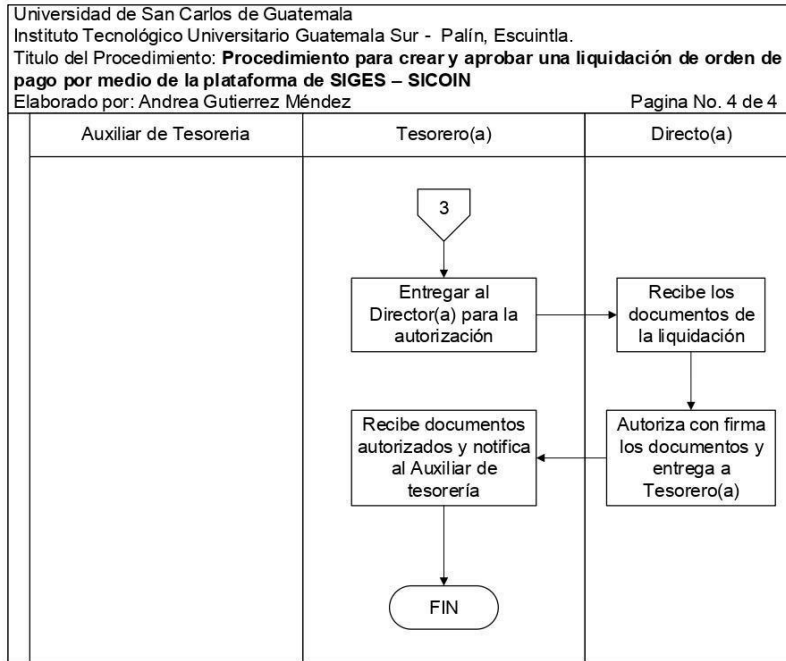 Universidad de San Carlos de Guatemala
Instituto Tecnológico Universitario Guatemala Sur - Palín, Escuintla.
Titulo del Procedimiento: Procedimiento para crear y aprobar una liquidación de orden de
pago por medio de la plataforma de SIGES – SICOIN
Elaborado por: Andrea Gutierrez Méndez Pagina No. 4 de 4
Auxiliar de Tesoreria Tesorero(a) Directo(a)
3
Entregar al
Director(a) para la
autorización
Recibe los
documentos de
la liquidación
Autoriza con firma
los documentos y
entrega a
Tesorero(a)
Recibe documentos
autorizados y notifica
al Auxiliar de
tesorería
FIN